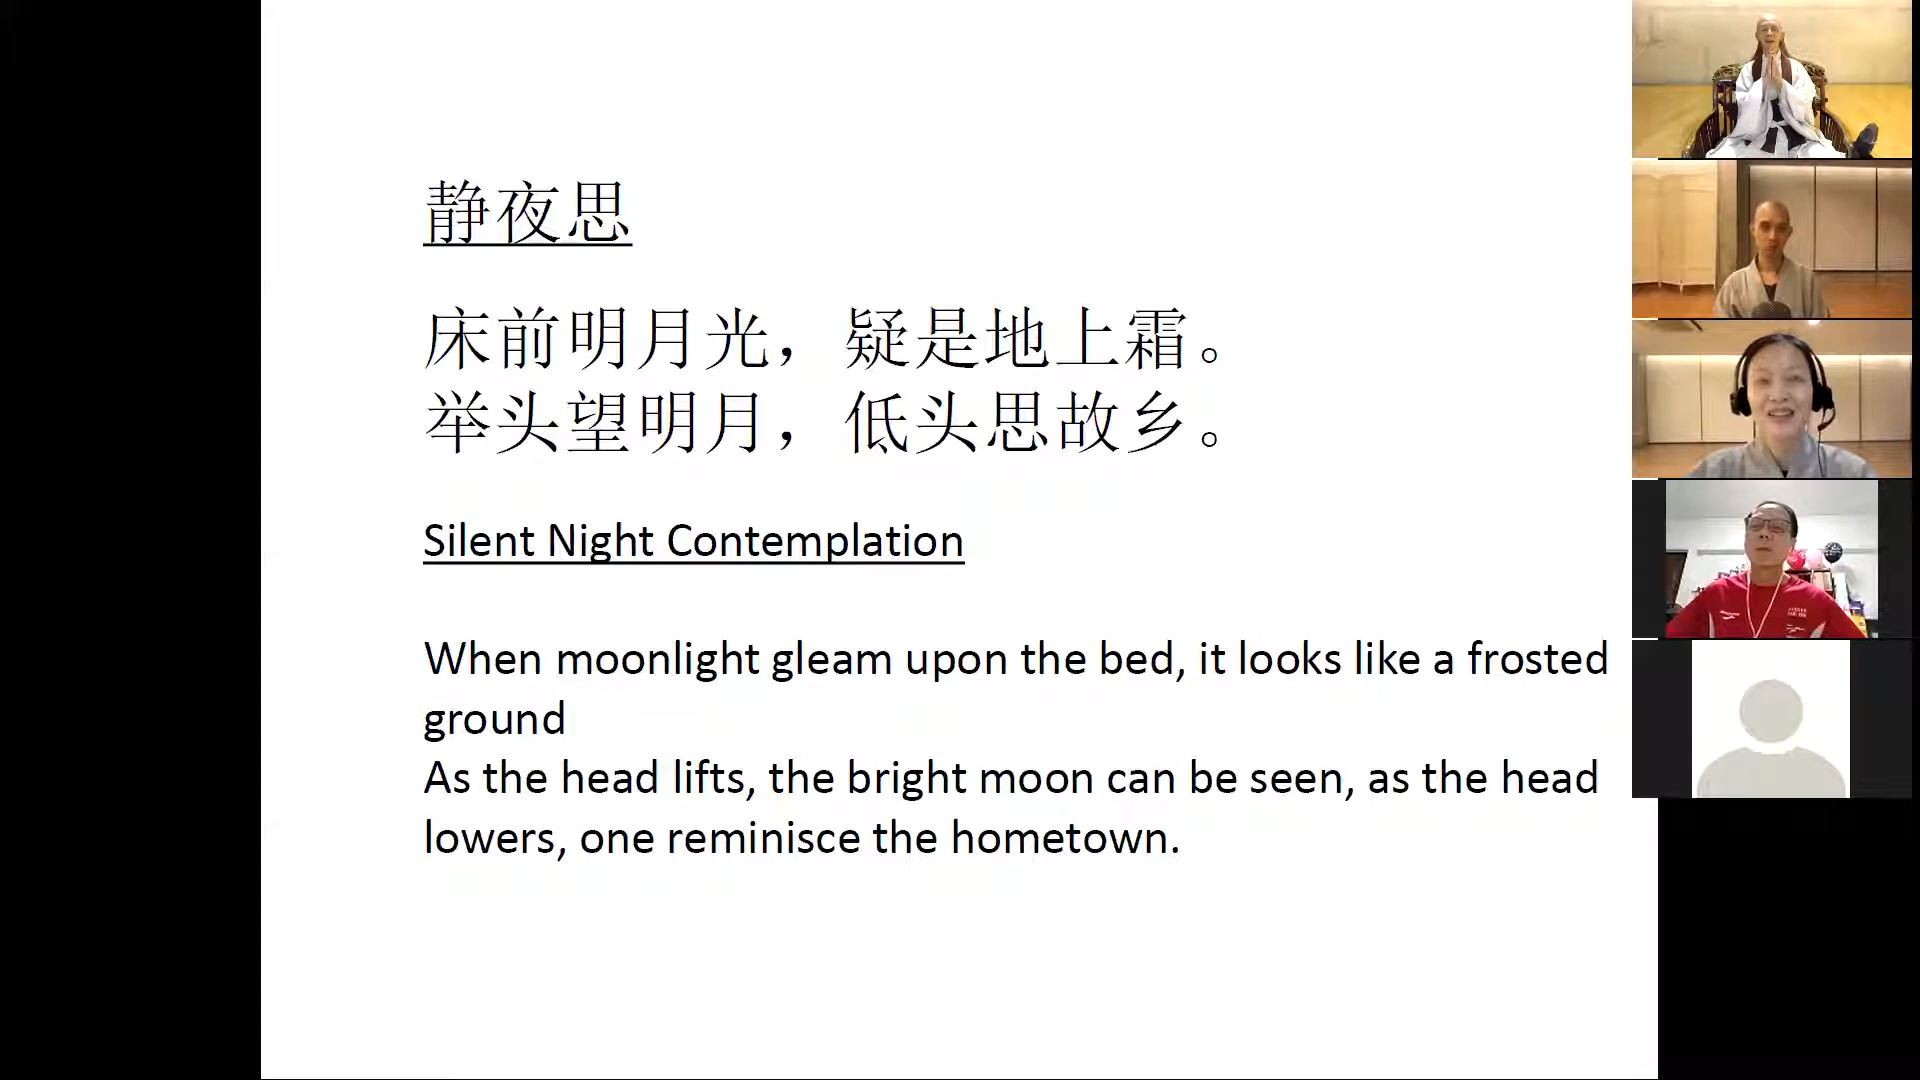 静夜思
床前明月光，疑是地上霜。
举头望明月，低头思故乡。
Silent Night Contemplation
When moonlight gleam upon the bed, it looks like a frosted
ground
As the head lifts, the bright moon can be seen, as the head
lowers, one reminisce the hometown.